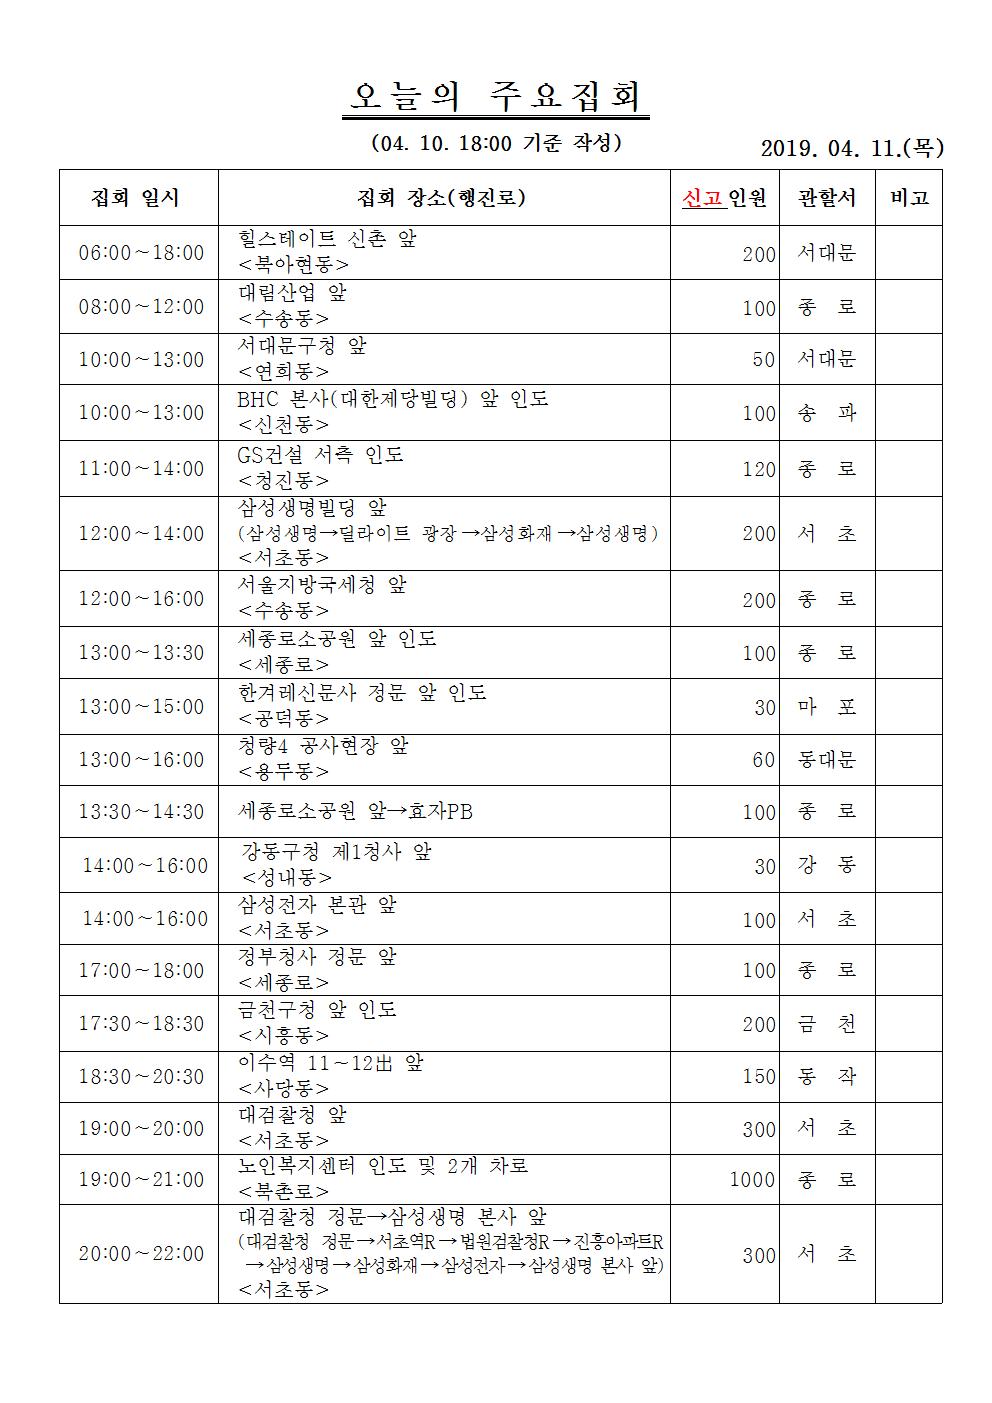 오늘의 주요집회
(04. 10. 18:00 기준 작성)
2019. 04. 11.(목)
집회 일시 집회 장소(행진로) 신고인원 관할서 비고
06:00~18:00 힐스테이트 신촌 앞 200 서대문
<북아현동>
08:00~12:00 대림산업 앞 100 종 로
<수송동>
10:00~13:00 서대문구청 앞 50 서대문
<연희동>
10:00~13:00 BHC 본사(대한제당빌딩) 앞 인도 100 송 파
<신천동>
11:00~14:00 GS건설 서측 인도 120 종 로
<청진동>
12:00~14:00 삼성생명빌딩 앞 200 서 초
(삼성생명→딜라이트 광장→삼성화재→삼성생명)
<서초동>
12:00~16:00 서울지방국세청 앞 200 종 로
<수송동>
13:00~13:30 세종로소공원 앞 인도 100 종 로
<세종로>
13:00~15:00 한겨레신문사 정문 앞 인도 30 마 포
<공덕동>
13:00~16:00 청량4 공사현장 앞 60 동대문
<용두동>
13:30~14:30 세종로소공원 앞→효자PB 100 종 로
14:00~16:00 강동구청 제1청사 앞 30 강 동
<성내동>
14:00~16:00 삼성전자 본관 앞 100 서 초
<서초동>
17:00~18:00 정부청사 정문 앞 100 종 로
<세종로>
17:30~18:30 금천구청 앞 인도 200 금 천
<시흥동>
18:30~20:30 이수역 11~12出 앞 150 동 작
<사당동>
19:00~20:00 대검찰청 앞 300 서 초
<서초동>
19:00~21:00 노인복지센터 인도 및 2개 차로 1000 종 로
<북촌로>
20:00~22:00 대검찰청 정문→삼성생명 본사 앞 300 서 초
(대검찰청 정문→서초역R→법원검찰청R→진흥아파트R
→삼성생명→삼성화재→삼성전자→삼성생명 본사 앞)
<서초동>